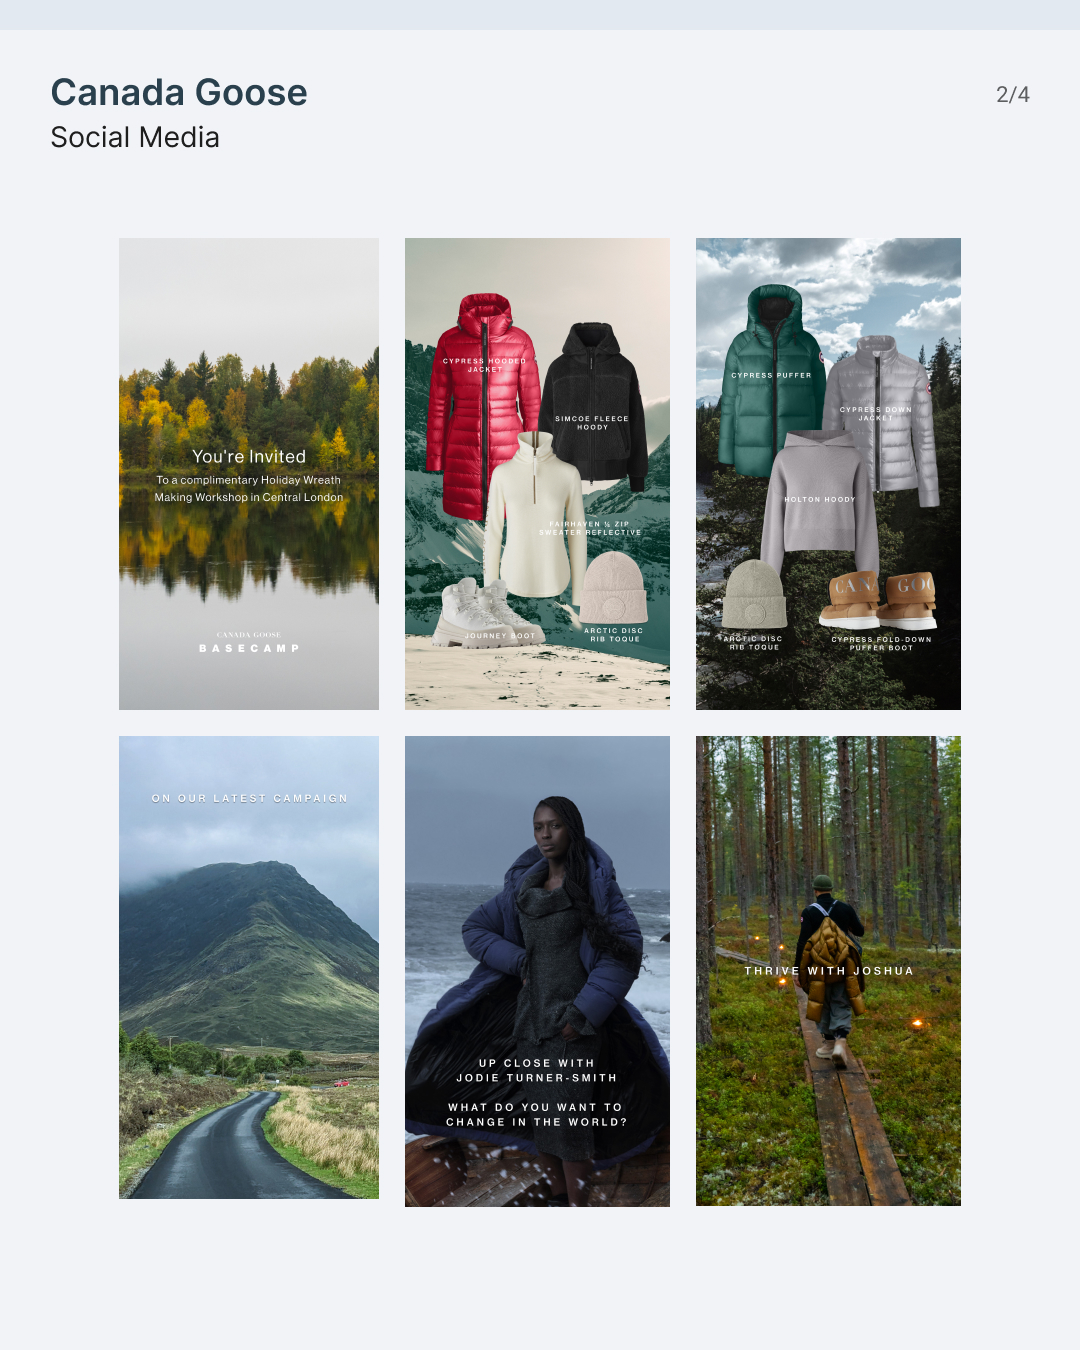 Canada Goose
2/4
Social Media
You're Invited
To a complimentary Holiday Wreath
Making Workshop in Central London
CANADA GOOSE
BASECAMP
CYPRESS HOODED
JACKET
SIMCOE FLEECE
HOODY
FAIRHAVEN ½ ZIP
SWEATER REFLECTIVE
JOURNEY BOOT
ARCTIC DISC
RIB TOQUE
CYPRESS PUFFER
CYPRESS DOWN
JACKET
HOLTON HOODY
CAN
GOO
ARCTIC DISC
RIB TOQUE
CYPRESS FOLD-DOWN
PUFFER BOOT
ON OUR LATEST CAMPAIGN
UP CLOSE WITH
JODIE TURNER-SMITH
WHAT DO YOU WANT TO
CHANGE IN THE WORLD?
THRIVE WITH JOSHUA